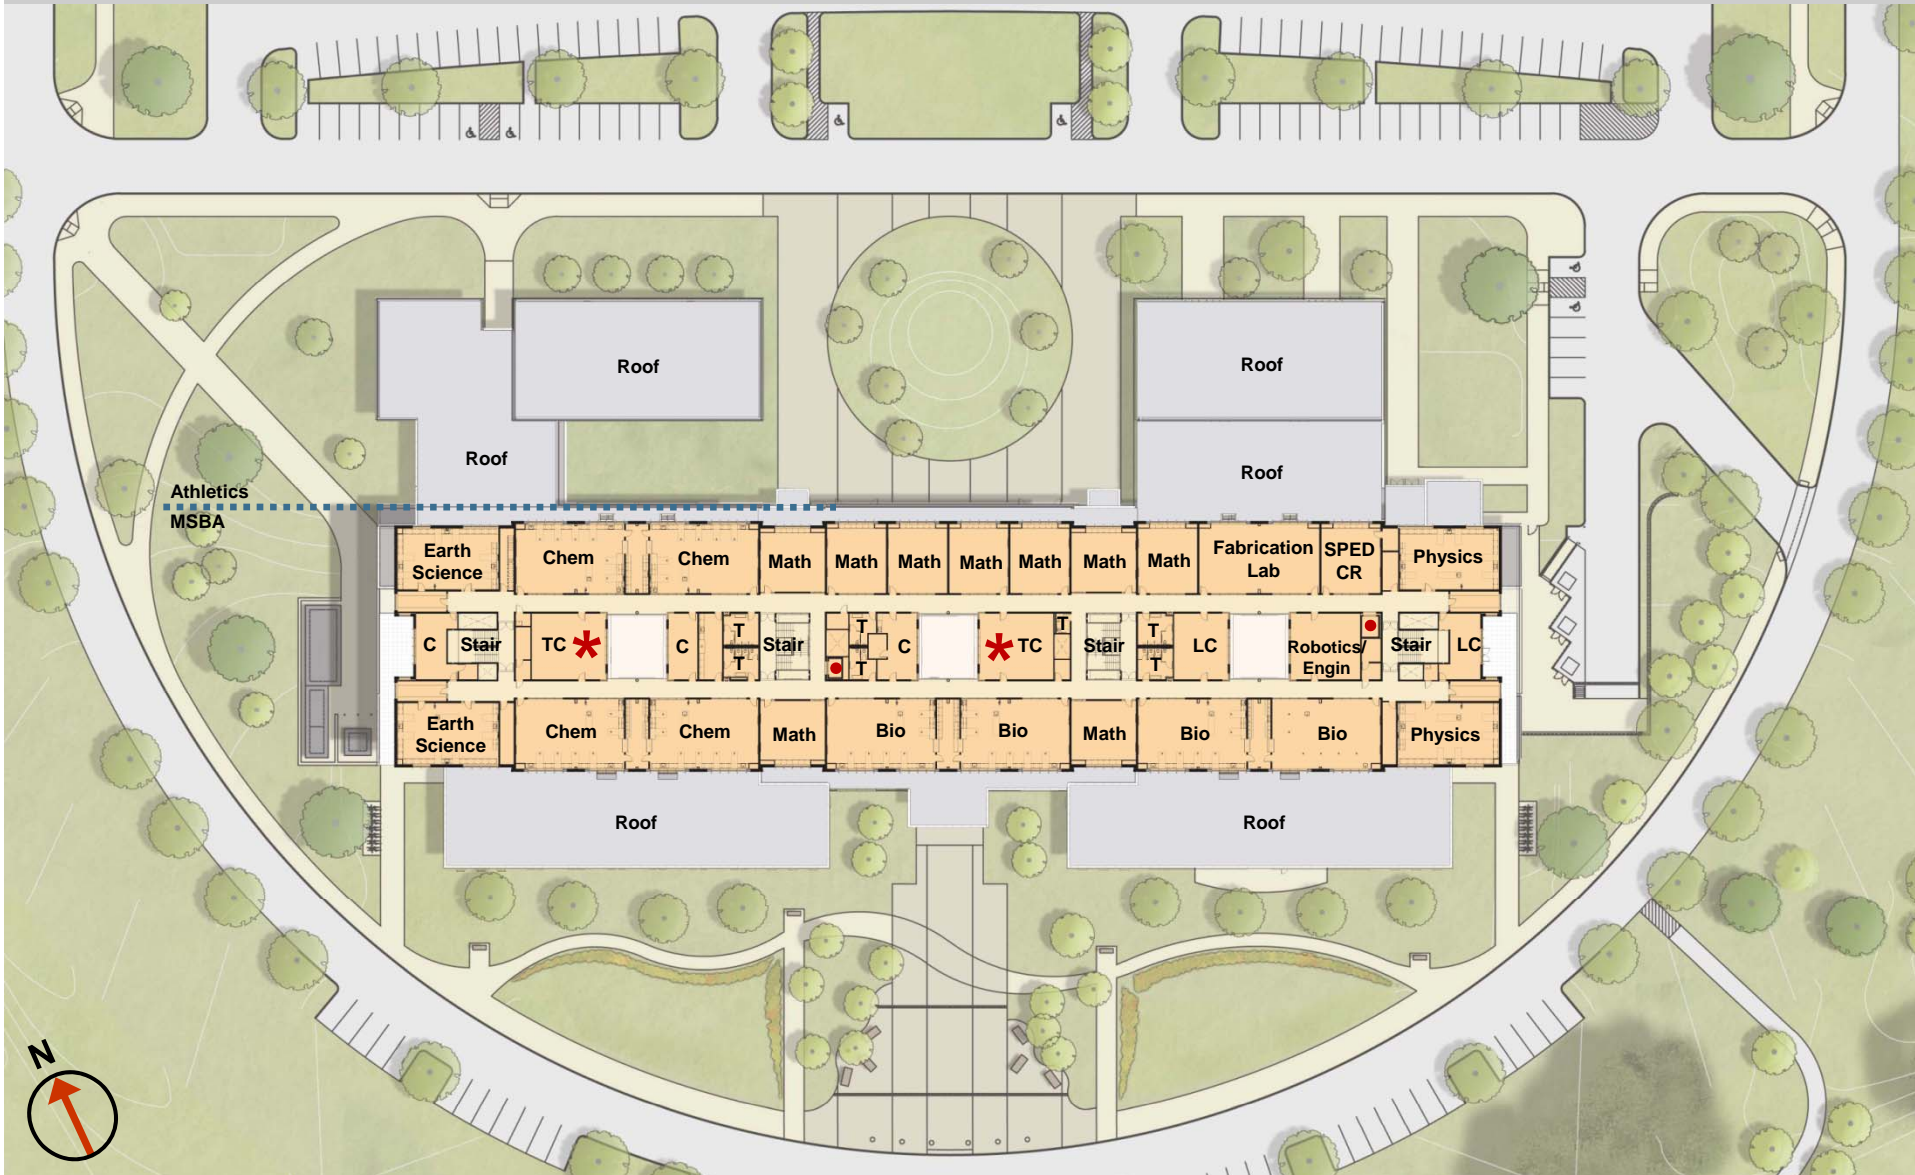 Roof
Roof
Roof
Roof
Athletics
MSBA
Earth
Science
Chem
Chem
Math
Math
Math
Math
Math
Math
Math
Fabrication
Lab
SPED
CR
Physics
C
Stair
TC
*
C
T
T
Stair
T
T
C
*
TC
T
Stair
T
T
LC
Robotics/
Engin
Stair
LC
Earth
Science
Chem
Chem
Math
Bio
Bio
Math
Bio
Bio
Physics
Roof
Roof
N